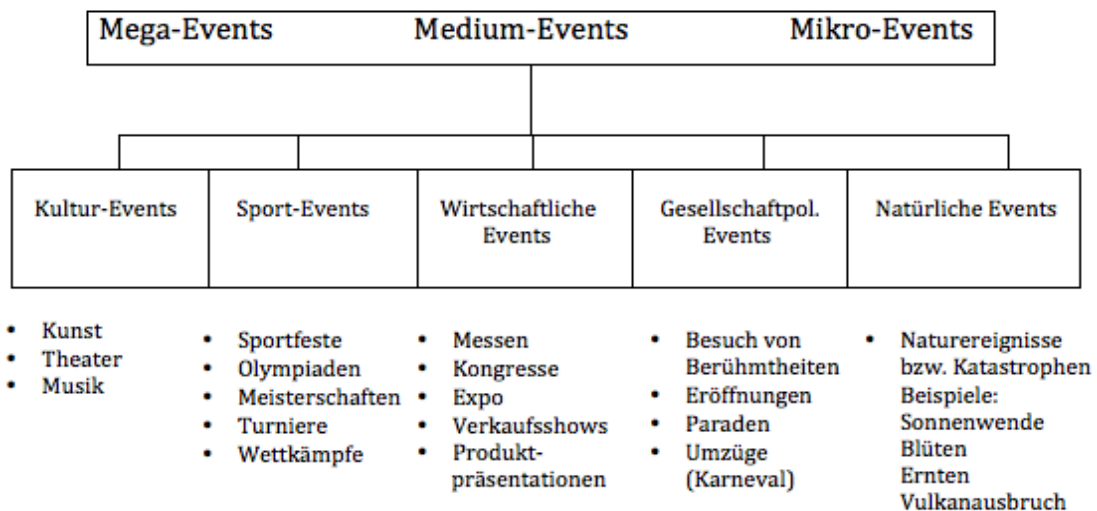 Mega-Events Medium-Events Mikro-Events
Kultur-Events
Sport-Events
Wirtschaftliche
Events
Gesellschaftpol.
Events
Natürliche Events
• Kunst
• Theater
• Musik
• Sportfeste
• Olympiaden
• Meisterschaften
• Turniere
• Wettkämpfe
• Messen
• Kongresse
• Expo
• Verkaufsshows
• Produkt-
präsentationen
• Besuch von
Berühmtheiten
• Eröffnungen
• Paraden
• Umzüge
(Karneval)
• Naturereignisse
bzw. Katastrophen
Beispiele:
Sonnenwende
Blüten
Ernten
Vulkanausbruch